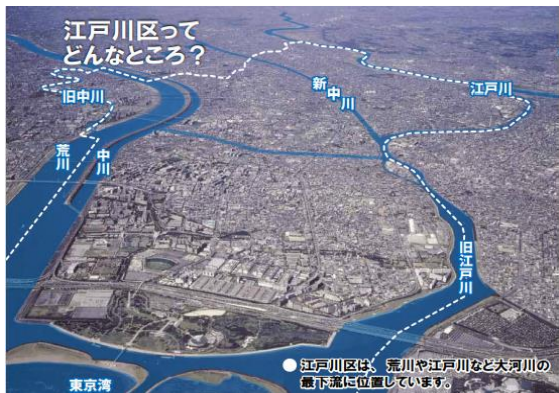 江戸川区って
どんなところ？
旧中川
荒川
中川
新中川
江戸川
旧江戸川
東京湾
● 江戸川区は、荒川や江戸川など大河川の
最下流に位置しています。